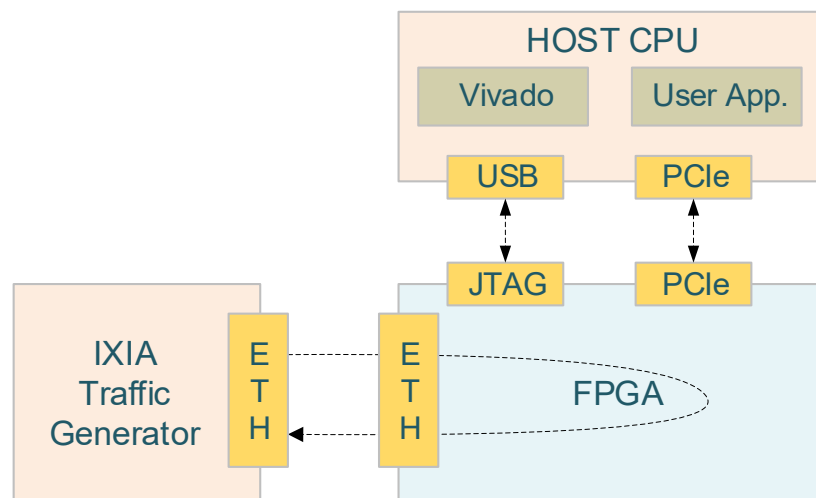 HOST CPU
Vivado
User App.
USB
PCIe
JTAG
PCIe
IXIA
Traffic
Generator
E
T
H
E
T
H
FPGA